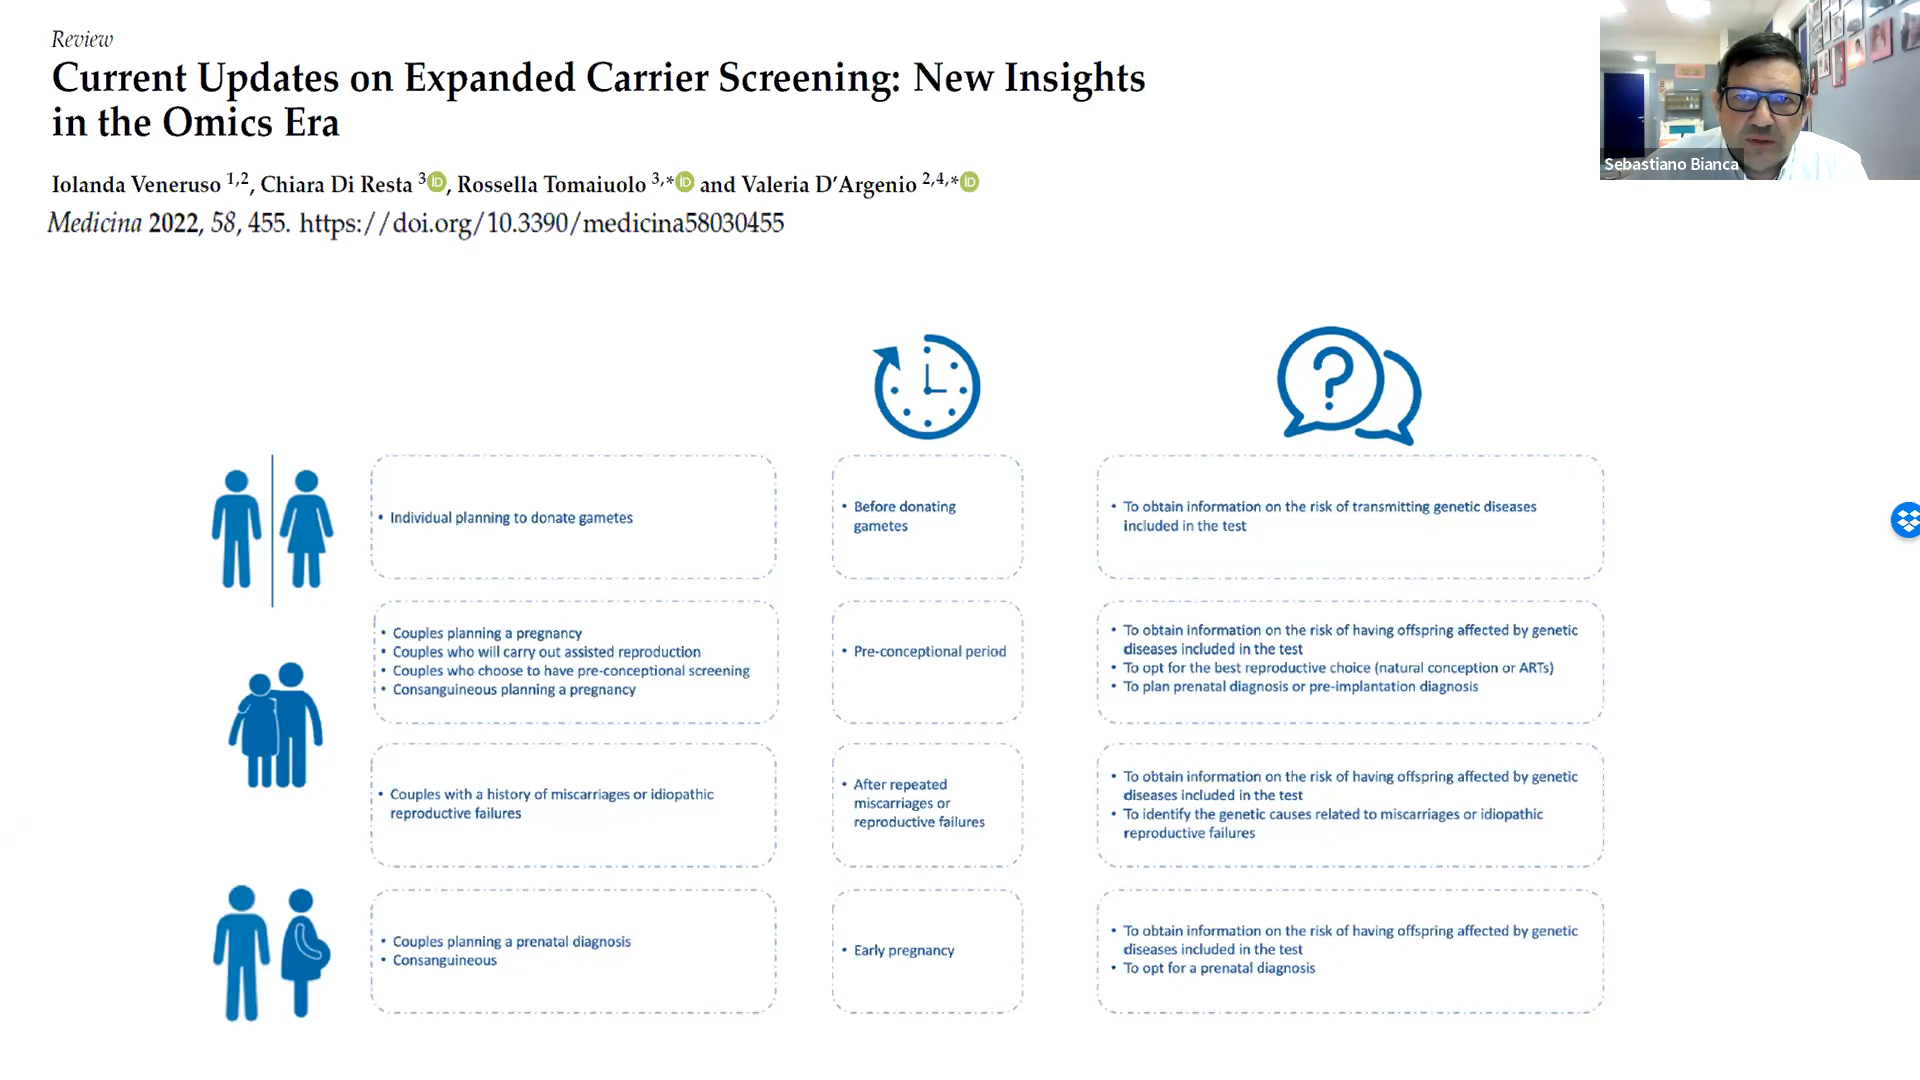 Review
Current Updates on Expanded Carrier Screening: New Insights
in the Omics Era
Iolanda Veneruso 1,2, Chiara Di Resta 3, Rossella Tomaiuolo 3,* and Valeria D’Argenio 2,4,*
Medicina 2022, 58, 455. https://doi.org/10.3390/medicina58030455
Sebastiano Bianca
• Individual planning to donate gametes
• Before donating
gametes
• To obtain information on the risk of transmitting genetic diseases
included in the test
• Couples planning a pregnancy
• Couples who will carry out assisted reproduction
• Couples who choose to have pre-conceptional screening
• Consanguineous planning a pregnancy
• Pre-conceptional period
• To obtain information on the risk of having offspring affected by genetic
diseases included in the test
• To opt for the best reproductive choice (natural conception or ARTs)
• To plan prenatal diagnosis or pre-implantation diagnosis
• Couples with a history of miscarriages or idiopathic
reproductive failures
• After repeated
miscarriages or
reproductive failures
• To obtain information on the risk of having offspring affected by genetic
diseases included in the test
• To identify the genetic causes related to miscarriages or idiopathic
reproductive failures
• Couples planning a prenatal diagnosis
• Consanguineous
• Early pregnancy
• To obtain information on the risk of having offspring affected by genetic
diseases included in the test
• To opt for a prenatal diagnosis